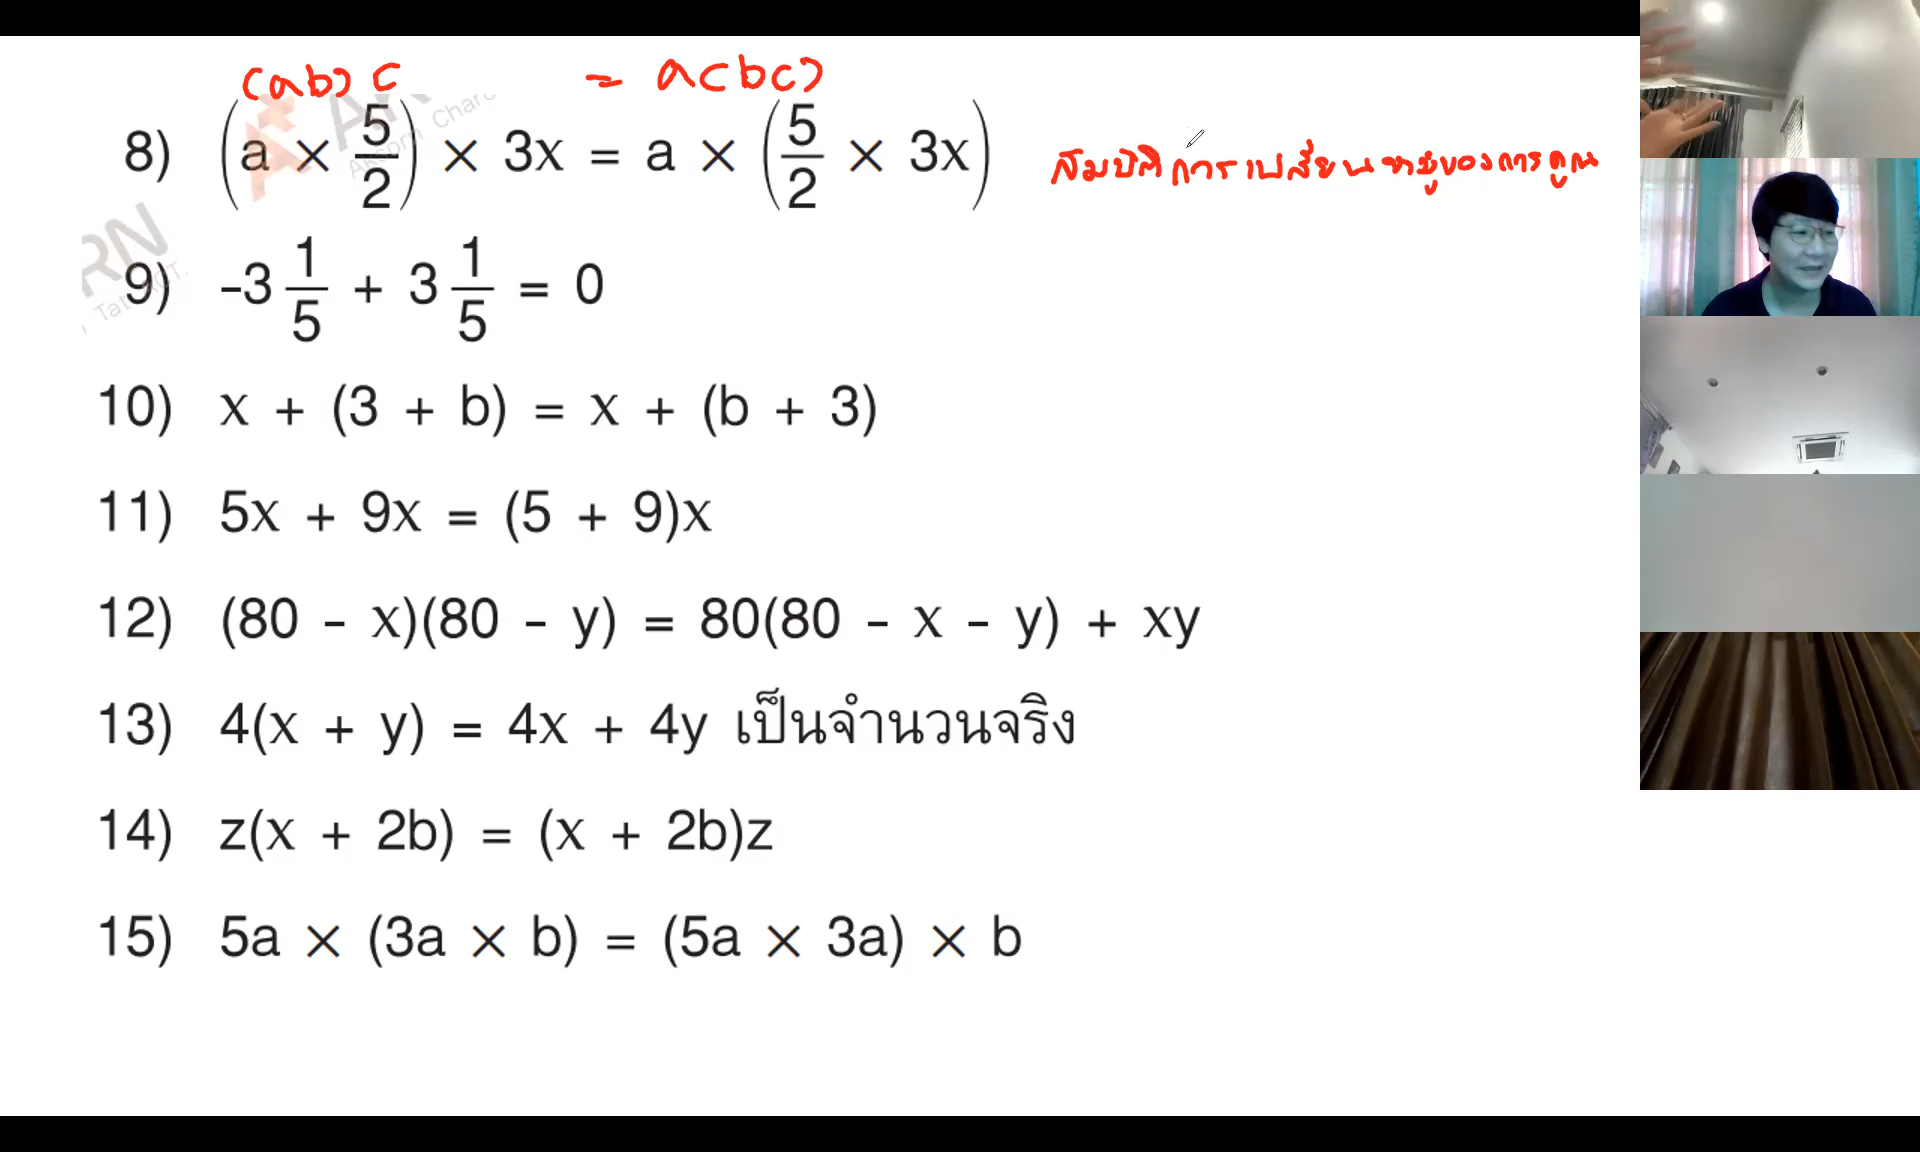 (ab) c = a(bc)
8) (a × 5/2) × 3x = a × (5/2 × 3x) สมบัติการเปลี่ยนหมู่ของการคูณ
9) -3 1/5 + 3 1/5 = 0
10) x + (3 + b) = x + (b + 3)
11) 5x + 9x = (5 + 9)x
12) (80 - x)(80 - y) = 80(80 - x - y) + xy
13) 4(x + y) = 4x + 4y เป็นจำนวนจริง
14) z(x + 2b) = (x + 2b)z
15) 5a × (3a × b) = (5a × 3a) × b